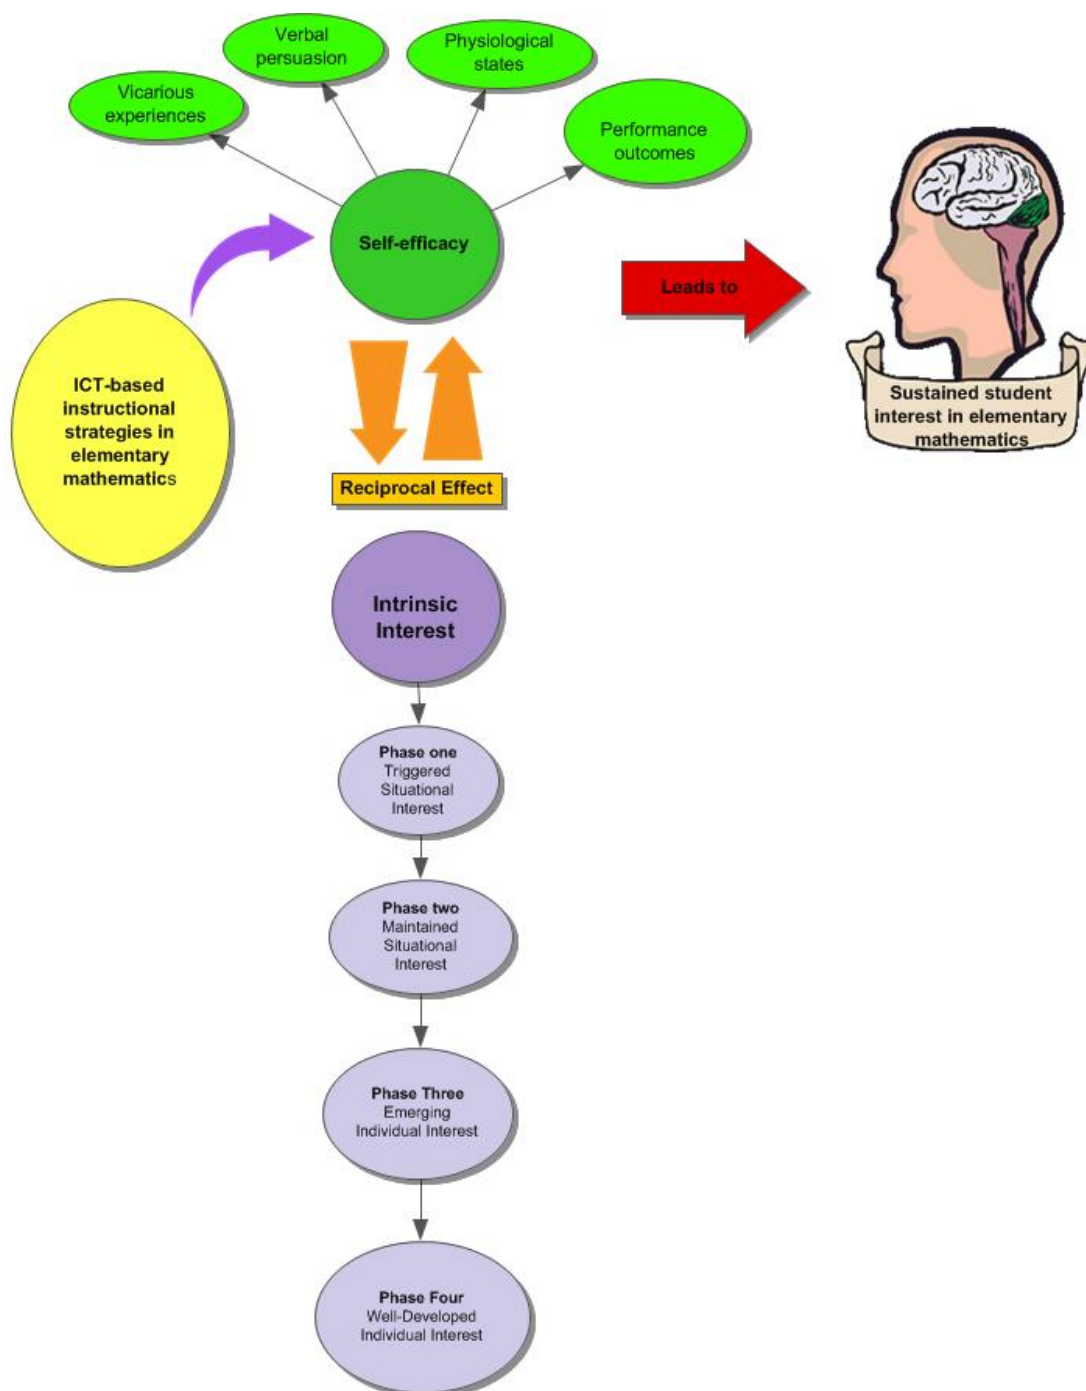 Verbal
persuasion
Physiological
states
Vicarious
experiences
Performance
outcomes
Self-efficacy
Leads to
ICT-based
instructional
strategies in
elementary
mathematics
Sustained student
interest in elementary
mathematics
Reciprocal Effect
Intrinsic
Interest
Phase one
Triggered
Situational
Interest
Phase two
Maintained
Situational
Interest
Phase Three
Emerging
Individual Interest
Phase Four
Well-Developed
Individual Interest